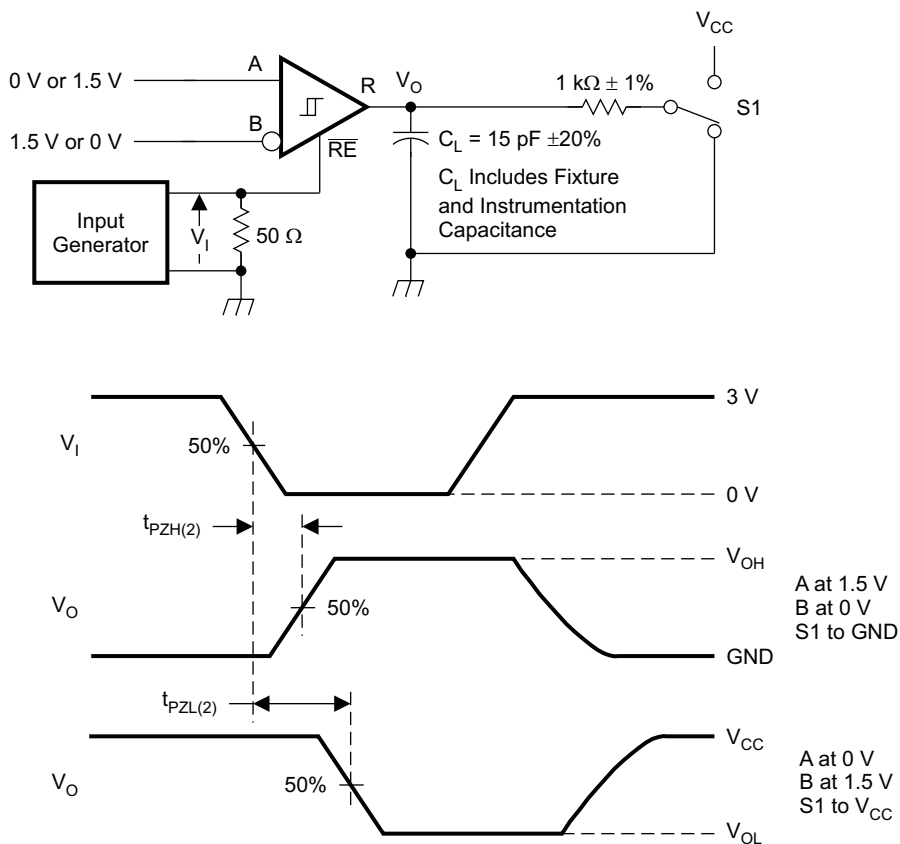 V_CC
0 V or 1.5 V
A
R
V_O
1 kΩ ± 1%
S1
1.5 V or 0 V
B
R̅E̅
C_L = 15 pF ±20%
C_L Includes Fixture
and Instrumentation
Capacitance
Input
Generator
V_I
50 Ω
3 V
V_I
50%
0 V
t_PZH(2)
V_OH
V_O
50%
A at 1.5 V
B at 0 V
S1 to GND
GND
t_PZL(2)
V_CC
V_O
50%
A at 0 V
B at 1.5 V
S1 to V_CC
V_OL